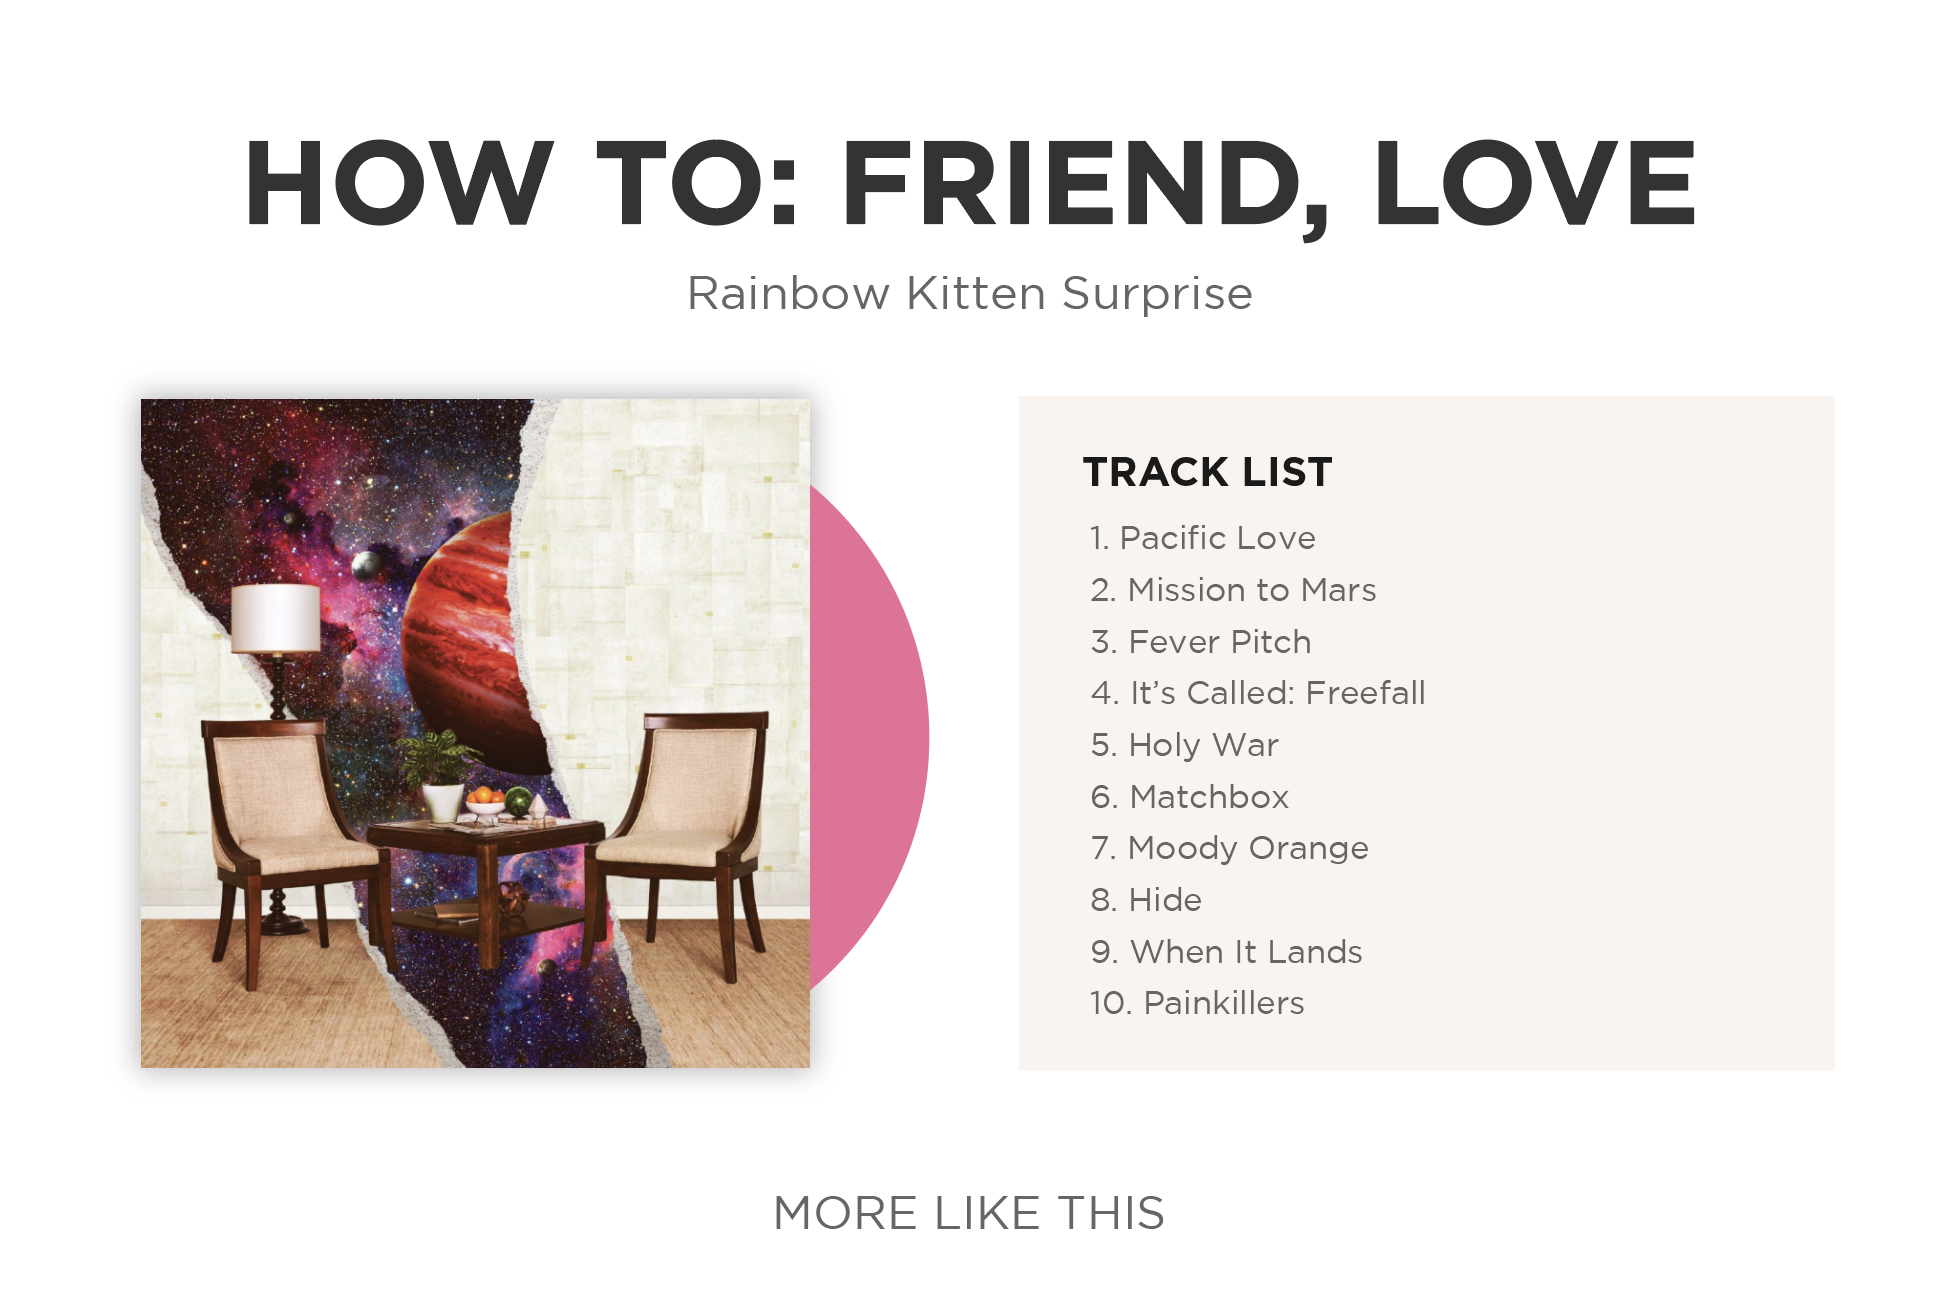 HOW TO: FRIEND, LOVE
Rainbow Kitten Surprise
TRACK LIST
1. Pacific Love
2. Mission to Mars
3. Fever Pitch
4. It’s Called: Freefall
5. Holy War
6. Matchbox
7. Moody Orange
8. Hide
9. When It Lands
10. Painkillers
MORE LIKE THIS